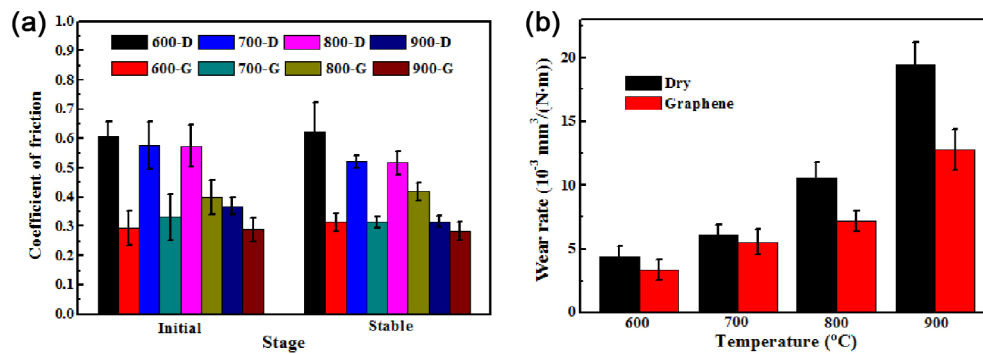 (a)
1.0
0.9
0.8
0.7
0.6
0.5
0.4
0.3
0.2
0.1
0.0
Coefficient of friction
600-D 700-D 800-D 900-D
600-G 700-G 800-G 900-G
Initial Stable
Stage
(b)
20
15
10
5
0
Wear rate (10⁻³ mm³/(N·m))
Dry
Graphene
600 700 800 900
Temperature (°C)